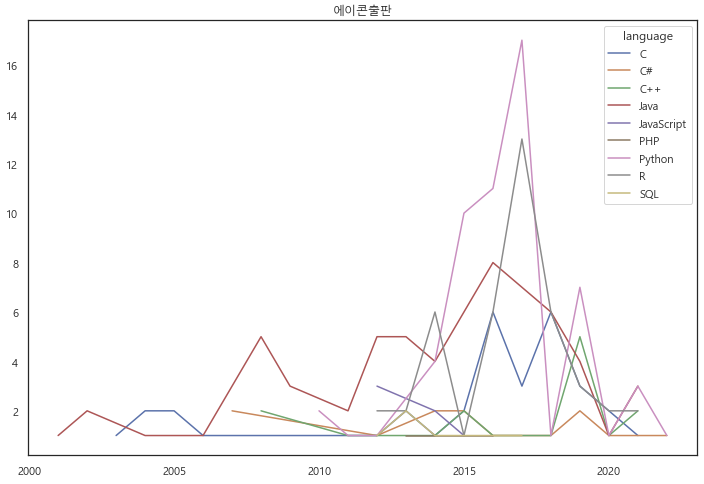 에이콘출판
language
C
C#
C++
Java
JavaScript
PHP
Python
R
SQL
16
14
12
10
8
6
4
2
2000 2005 2010 2015 2020